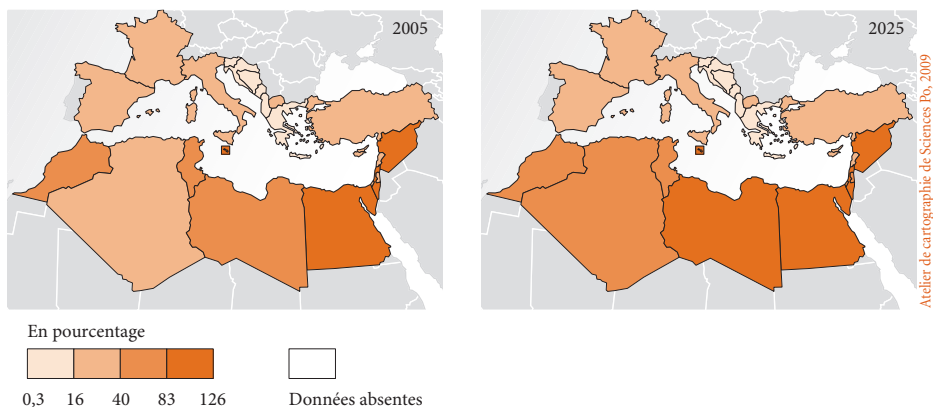 2005
2025
Atelier de cartographie de Sciences Po, 2009
En pourcentage
0,3 16 40 83 126
Données absentes